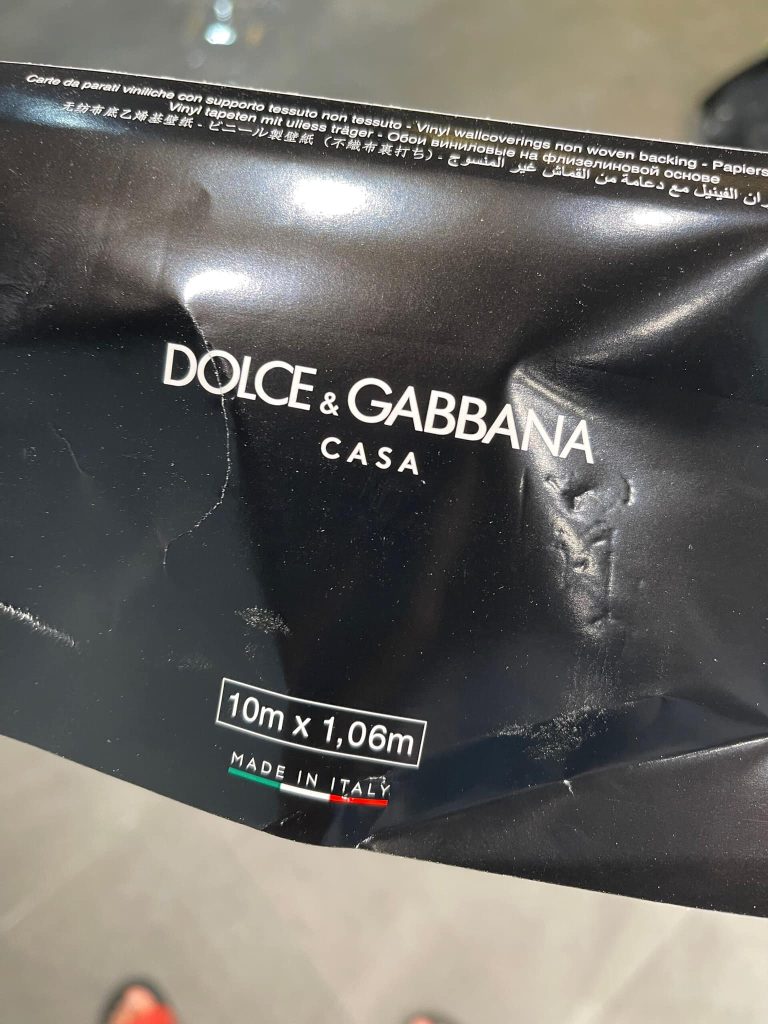 Carte da parati viniliche con supporto tessuto non tessuto - Vinyl wallcoverings non woven backing - Papiers
Vinyl tapeten mit uliess träger - Обои виниловые на флизелиновой основе
无纺布底乙烯基壁纸 - ビニール製壁紙 (不織布裏打ち) - ران الفينيل مع دعامة من القماش غير المنسوج
DOLCE & GABBANA
CASA
10m x 1,06m
MADE IN ITALY